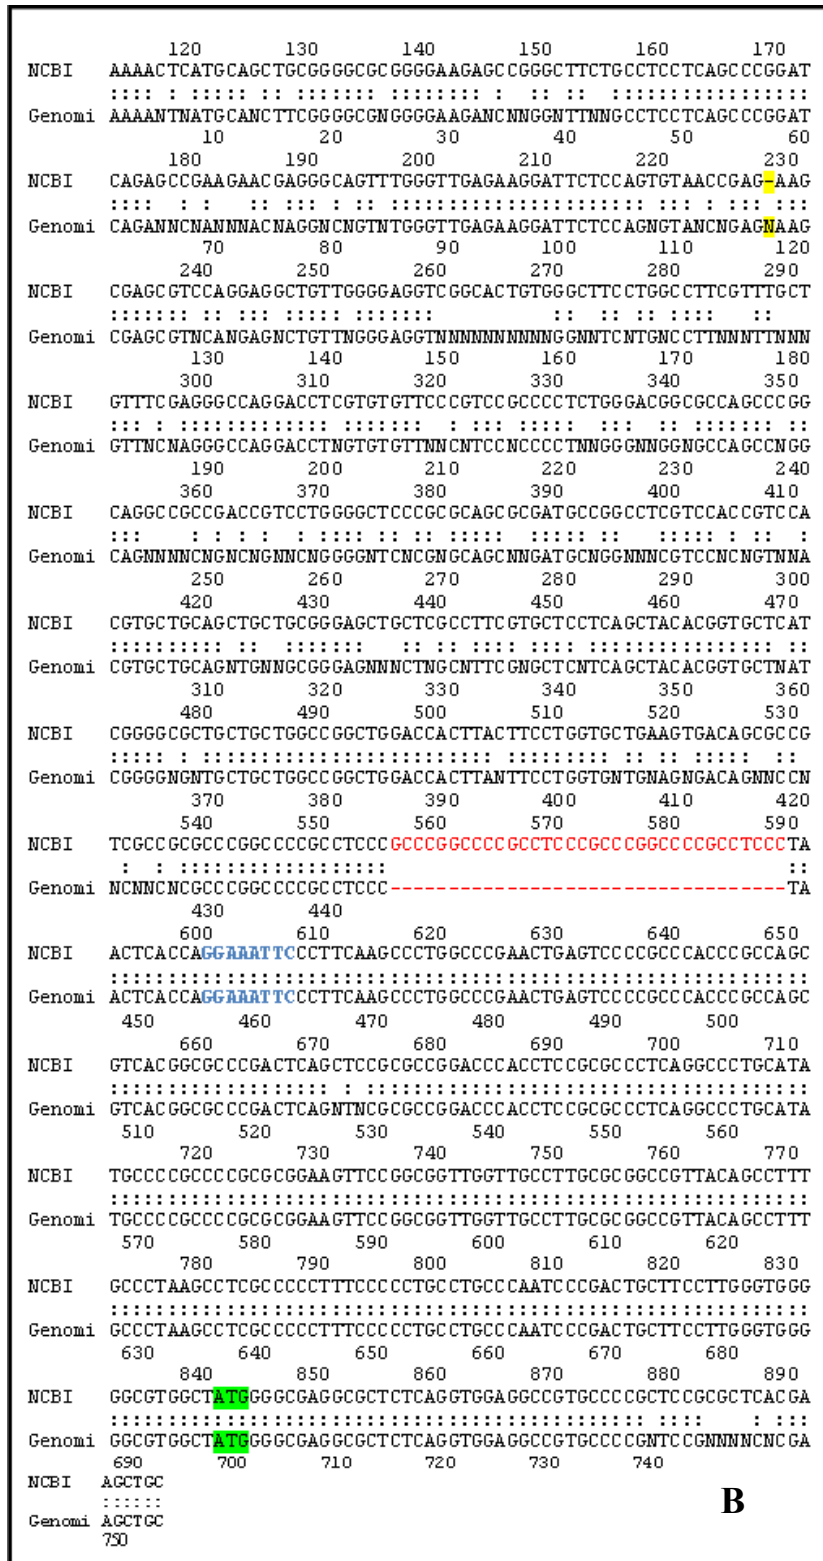 120 130 140 150 160 170
NCBI AAAACTCATGCAGCTGCGGGGCGCGGGGAAGAGCCGGGCTTCTGCCTCCTCAGCCCGGAT
Genomi AAAANTNATGCANCTTCGGGGCGNGGGGAAGANCNNGGNTTNNGCCTCCTCAGCCCGGAT
10 20 30 40 50 60
180 190 200 210 220 230
NCBI CAGAGCCGAAGAACGAGGGCAGTTTGGGTTGAGAAGGATTCTCCAGTGTAACCGAG-AAG
Genomi CAGANNCNANNNACNAGGNCNGTNTGGGTTGAGAAGGATTCTCCAGNGTANCNGAGNAAG
70 80 90 100 110 120
240 250 260 270 280 290
NCBI CGAGCGTCCAGGAGGCTGTTGGGGAGGTCGGCACTGTGGGCTTCCTGGCCTTCGTTTGCT
Genomi CGAGCGTNCANGAGNCTGTTNGGGAGGTNNNNNNNNNNNGGNNTCNTGNCCTTNNNTTNNN
130 140 150 160 170 180
300 310 320 330 340 350
NCBI GTTTCGAGGGCCAGGACCTCGTGTGTTCCCGTCCGCCCCTCTGGGACGGCGCCAGCCCGG
Genomi GTTNCNAGGGCCAGGACCTNGTGTGTTNNCNTCCNCCCCTNNGGGNNGGNGCCAGCCNGG
190 200 210 220 230 240
360 370 380 390 400 410
NCBI CAGGCCGCCGACCGTCCTGGGGCTCCCGCGCAGCGCGATGCCGGCCTCGTCCACCGTCCA
Genomi CAGNNNNCNGNCNGNNCNGGGGNTCNCGNGCAGCNNGATGCNGGNNNCGTCCNCNGTNNA
250 260 270 280 290 300
420 430 440 450 460 470
NCBI CGTGCTGCAGCTGCTGCGGGAGCTGCTCGCCTTCGTGCTCCTCAGCTACACGGTGCTCAT
Genomi CGTGCTGCAGNTGNNGCGGGAGNNNCTNGCNTTCGNGCTCNTCAGCTACACGGTGCTNAT
310 320 330 340 350 360
480 490 500 510 520 530
NCBI CGGGGCGCTGCTGCTGGCCGGCTGGACCACTTACTTCCTGGTGCTGAAGTGACAGCGCCG
Genomi CGGGGNGNTGCTGCTGGCCGGCTGGACCACTTANTTCCTGGTGNTGNAGNGACAGNNCCN
370 380 390 400 410 420
540 550 560 570 580 590
NCBI TCGCCGCGCCCGGCCCCGCCTCCCGCCCGGCCCCGCCTCCCGCCCGGCCCCGCCTCCCTA
Genomi NCNNCNCGCCCGGCCCCGCCTCCC----------------------------------TA
430 440
600 610 620 630 640 650
NCBI ACTCACCAGGAAATTCCCTTCAAGCCCTGGCCCGAACTGAGTCCCCGCCCACCCGCCAGC
Genomi ACTCACCAGGAAATTCCCTTCAAGCCCTGGCCCGAACTGAGTCCCCGCCCACCCGCCAGC
450 460 470 480 490 500
660 670 680 690 700 710
NCBI GTCACGGCGCCCGACTCAGCTCCGCGCCGGACCCACCTCCGCGCCCTCAGGCCCTGCATA
Genomi GTCACGGCGCCCGACTCAGNTNCGCGCCGGACCCACCTCCGCGCCCTCAGGCCCTGCATA
510 520 530 540 550 560
720 730 740 750 760 770
NCBI TGCCCCGCCCCGCGCGGAAGTTCCGGCGGTTGGTTGCCTTGCGCGGCCGTTACAGCCTTT
Genomi TGCCCCGCCCCGCGCGGAAGTTCCGGCGGTTGGTTGCCTTGCGCGGCCGTTACAGCCTTT
570 580 590 600 610 620
780 790 800 810 820 830
NCBI GCCCTAAGCCTCGCCCCCTTTCCCCCTGCCTGCCCAATCCCGACTGCTTCCTTGGGTGGG
Genomi GCCCTAAGCCTCGCCCCCTTTCCCCCTGCCTGCCCAATCCCGACTGCTTCCTTGGGTGGG
630 640 650 660 670 680
840 850 860 870 880 890
NCBI GGCGTGGCTATGGGGCGAGGCGCTCTCAGGTGGAGGCCGTGCCCCGCTCCGCGCTCACGA
Genomi GGCGTGGCTATGGGGCGAGGCGCTCTCAGGTGGAGGCCGTGCCCCGNTCCGNNNNCNCGA
690 700 710 720 730 740
NCBI AGCTGC
Genomi AGCTGC
750
B